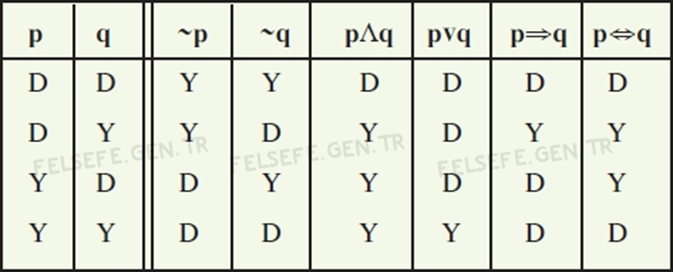 p q ~p ~q pΛq pvq p⇒q p⇔q
D D Y Y D D D D
D Y Y D Y D Y Y
FELSEFE.GEN.TR FELSEFE.GEN.TR FELSEFE.GEN.TR
Y D D Y Y D D Y
Y Y D D Y Y D D